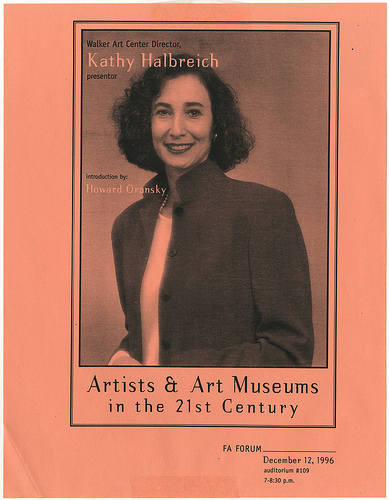 Walker Art Center Director,
Kathy Halbreich
presentor
introduction by:
Howard Oransky
Artists & Art Museums
in the 21st Century
FA FORUM
December 12, 1996
auditorium #109
7-8:30 p.m.